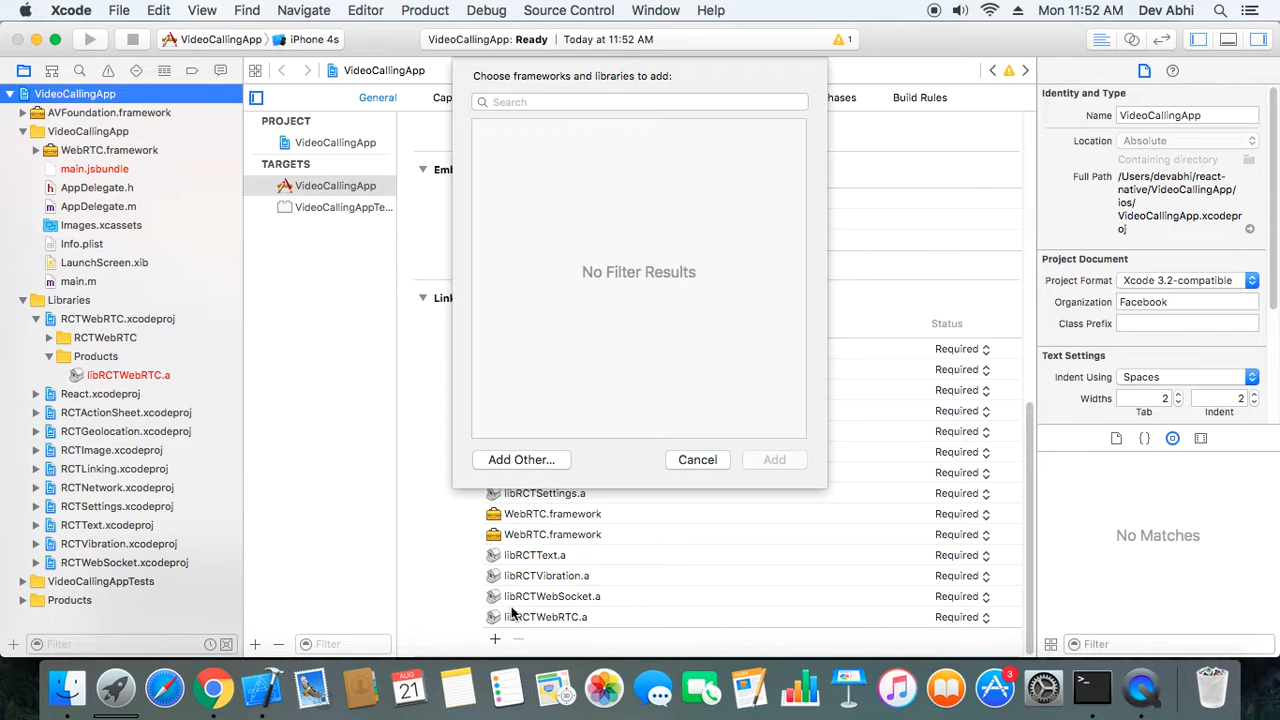 Xcode File Edit View Find Navigate Editor Product Debug Source Control Window Help Mon 11:52 AM Dev Abhi
VideoCallingApp iPhone 4s VideoCallingApp: Ready Today at 11:52 AM 1
VideoCallingApp
AVFoundation.framework
VideoCallingApp
WebRTC.framework
main.jsbundle
AppDelegate.h
AppDelegate.m
Images.xcassets
Info.plist
LaunchScreen.xib
main.m
Libraries
RCTWebRTC.xcodeproj
RCTWebRTC
Products
libRCTWebRTC.a
React.xcodeproj
RCTActionSheet.xcodeproj
RCTGeolocation.xcodeproj
RCTImage.xcodeproj
RCTLinking.xcodeproj
RCTNetwork.xcodeproj
RCTSettings.xcodeproj
RCTText.xcodeproj
RCTVibration.xcodeproj
RCTWebSocket.xcodeproj
VideoCallingAppTests
Products
Filter
VideoCallingApp
General Cap hases Build Rules
PROJECT
VideoCallingApp
TARGETS
VideoCallingApp
VideoCallingAppTe...
Filter
Emb
Link
Choose frameworks and libraries to add:
Search
No Filter Results
Add Other... Cancel Add
Status
Required
Required
Required
Required
Required
Required
Required
libRCTSettings.a Required
WebRTC.framework Required
WebRTC.framework Required
libRCTText.a Required
libRCTVibration.a Required
libRCTWebSocket.a Required
libRCTWebRTC.a Required
Identity and Type
Name VideoCallingApp
Location Absolute
Containing directory
Full Path /Users/devabhi/react-
native/VideoCallingApp/
ios/
VideoCallingApp.xcodepr
oj
Project Document
Project Format Xcode 3.2-compatible
Organization Facebook
Class Prefix
Text Settings
Indent Using Spaces
Widths 2 2
Tab Indent
No Matches
Filter
AUG
21
3